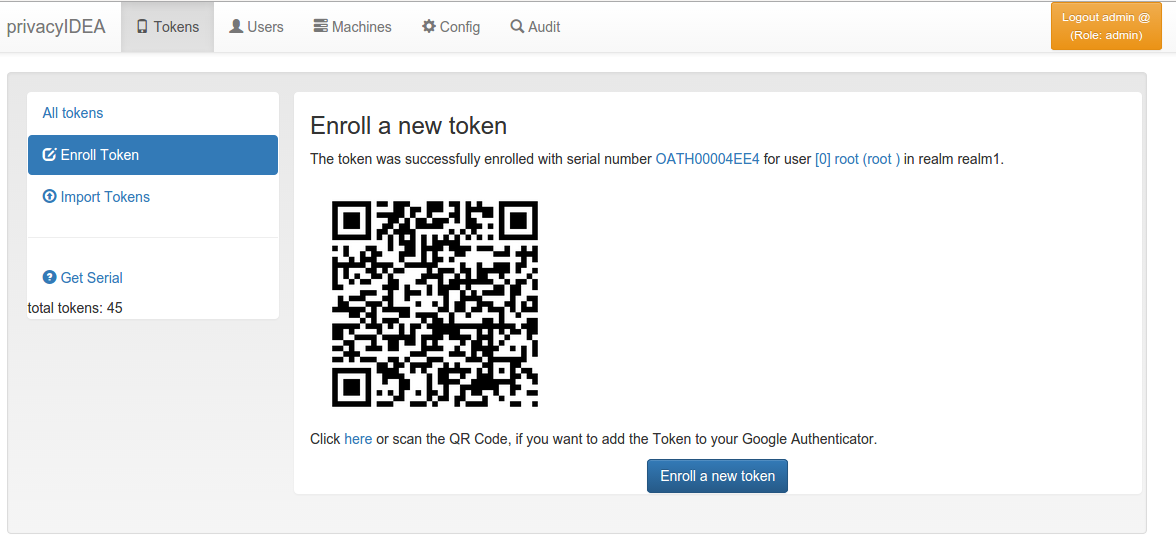 privacyIDEA Tokens Users Machines Config Audit Logout admin @
(Role: admin)
All tokens
Enroll Token
Import Tokens
Get Serial
total tokens: 45
Enroll a new token
The token was successfully enrolled with serial number OATH00004EE4 for user [0] root (root ) in realm realm1.
Click here or scan the QR Code, if you want to add the Token to your Google Authenticator.
Enroll a new token